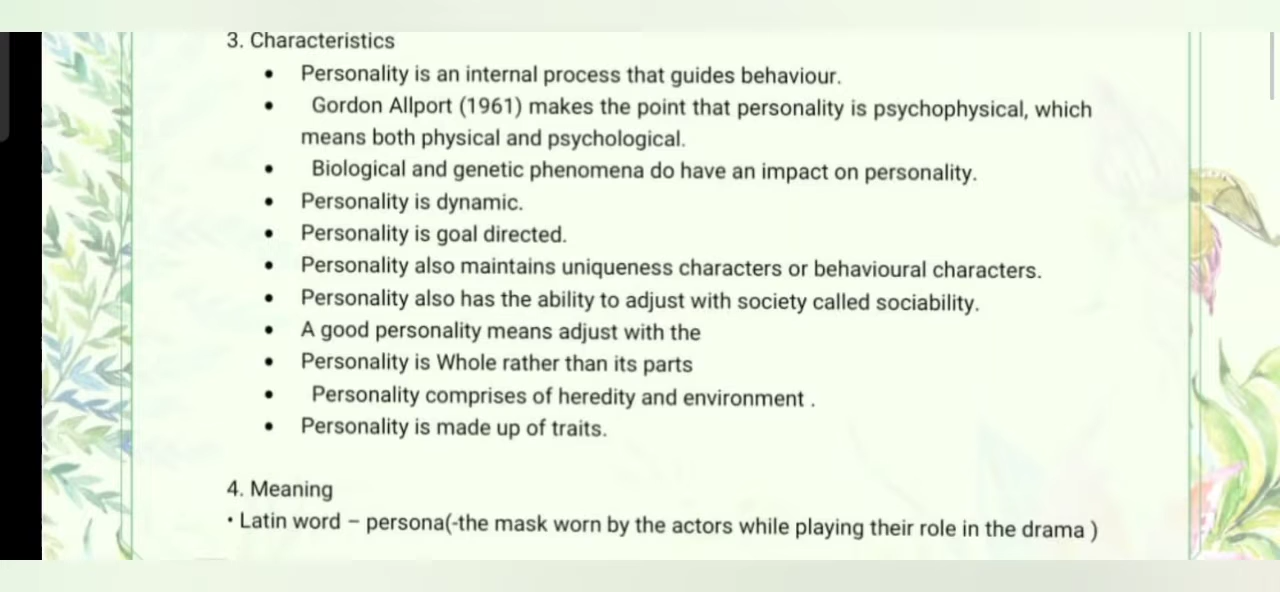 3. Characteristics
• Personality is an internal process that guides behaviour.
• Gordon Allport (1961) makes the point that personality is psychophysical, which
means both physical and psychological.
• Biological and genetic phenomena do have an impact on personality.
• Personality is dynamic.
• Personality is goal directed.
• Personality also maintains uniqueness characters or behavioural characters.
• Personality also has the ability to adjust with society called sociability.
• A good personality means adjust with the
• Personality is Whole rather than its parts
• Personality comprises of heredity and environment .
• Personality is made up of traits.
4. Meaning
• Latin word – persona(-the mask worn by the actors while playing their role in the drama )